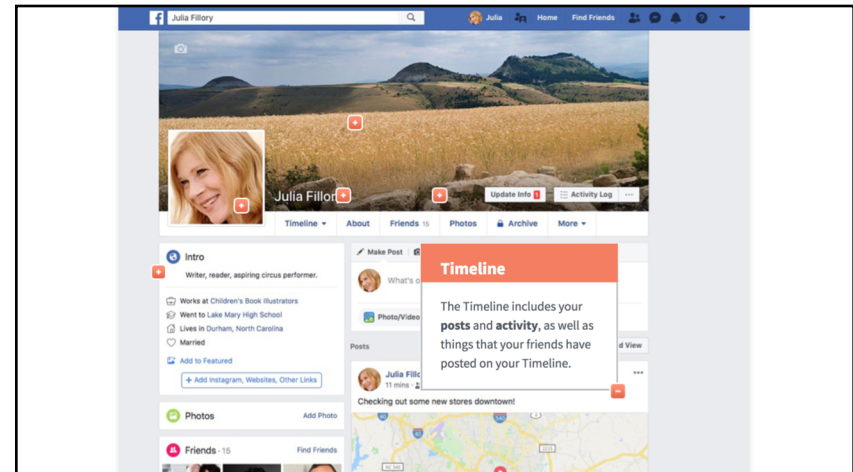 Julia Fillory
Julia Home Find Friends
Julia Fillor
Update Info 1 Activity Log
Timeline About Friends 15 Photos Archive More
Intro
Writer, reader, aspiring circus performer.
Works at Children's Book Illustrators
Went to Lake Mary High School
Lives in Durham, North Carolina
Married
Add to Featured
+ Add Instagram, Websites, Other Links
Photos Add Photo
Friends · 15 Find Friends
Make Post
What's o
Photo/Video
Posts
d View
Timeline
The Timeline includes your
posts and activity, as well as
things that your friends have
posted on your Timeline.
Julia Fillo
11 mins ·
Checking out some new stores downtown!